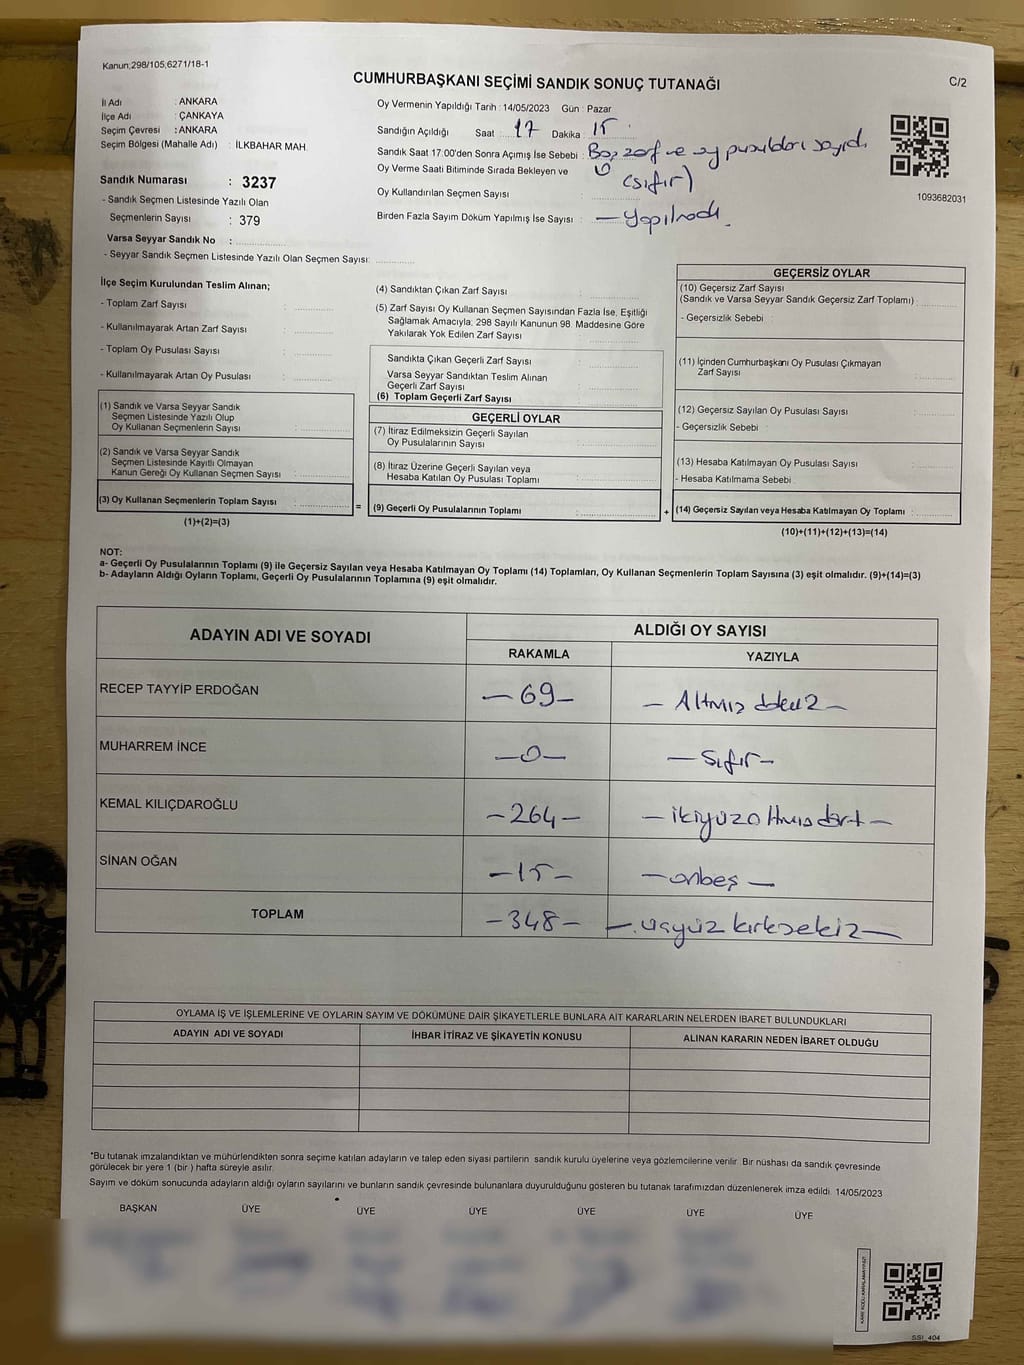 Kanun;298/105;6271/18-1
CUMHURBAŞKANI SEÇİMİ SANDIK SONUÇ TUTANAĞI
C/2
İl Adı : ANKARA
İlçe Adı : ÇANKAYA
Seçim Çevresi : ANKARA
Seçim Bölgesi (Mahalle Adı) : İLKBAHAR MAH.
Sandık Numarası : 3237
- Sandık Seçmen Listesinde Yazılı Olan
Seçmenlerin Sayısı : 379
Varsa Seyyar Sandık No :
- Seyyar Sandık Seçmen Listesinde Yazılı Olan Seçmen Sayısı:
Oy Vermenin Yapıldığı Tarih : 14/05/2023 Gün : Pazar
Sandığın Açıldığı Saat : 17 Dakika : 15
Sandık Saat 17:00'den Sonra Açımış İse Sebebi : Boş zarf ve oy pusulaları sayıldı
Oy Verme Saati Bitiminde Sırada Bekleyen ve 0 (sıfır)
Oy Kullandırılan Seçmen Sayısı :
Birden Fazla Sayım Döküm Yapılmış İse Sayısı : — Yapılmadı.
1093682031
İlçe Seçim Kurulundan Teslim Alınan;
- Toplam Zarf Sayısı :
- Kullanılmayarak Artan Zarf Sayısı :
- Toplam Oy Pusulası Sayısı :
- Kullanılmayarak Artan Oy Pusulası :
(1) Sandık ve Varsa Seyyar Sandık
Seçmen Listesinde Yazılı Olup
Oy Kullanan Seçmenlerin Sayısı :
(2) Sandık ve Varsa Seyyar Sandık
Seçmen Listesinde Kayıtlı Olmayan
Kanun Gereği Oy Kullanan Seçmen Sayısı :
(3) Oy Kullanan Seçmenlerin Toplam Sayısı :
(1)+(2)=(3)
(4) Sandıktan Çıkan Zarf Sayısı :
(5) Zarf Sayısı Oy Kullanan Seçmen Sayısından Fazla İse, Eşitliği
Sağlamak Amacıyla; 298 Sayılı Kanunun 98. Maddesine Göre
Yakılarak Yok Edilen Zarf Sayısı :
Sandıkta Çıkan Geçerli Zarf Sayısı :
Varsa Seyyar Sandıktan Teslim Alınan
Geçerli Zarf Sayısı :
(6) Toplam Geçerli Zarf Sayısı :
GEÇERLİ OYLAR
(7) İtiraz Edilmeksizin Geçerli Sayılan
Oy Pusulalarının Sayısı :
(8) İtiraz Üzerine Geçerli Sayılan veya
Hesaba Katılan Oy Pusulası Toplamı :
= (9) Geçerli Oy Pusulalarının Toplamı :
GEÇERSİZ OYLAR
(10) Geçersiz Zarf Sayısı
(Sandık ve Varsa Seyyar Sandık Geçersiz Zarf Toplamı) :
- Geçersizlik Sebebi :
(11) İçinden Cumhurbaşkanı Oy Pusulası Çıkmayan
Zarf Sayısı :
(12) Geçersiz Sayılan Oy Pusulası Sayısı :
- Geçersizlik Sebebi :
(13) Hesaba Katılmayan Oy Pusulası Sayısı :
- Hesaba Katılmama Sebebi :
+ (14) Geçersiz Sayılan veya Hesaba Katılmayan Oy Toplamı :
(10)+(11)+(12)+(13)=(14)
NOT:
a- Geçerli Oy Pusulalarının Toplamı (9) ile Geçersiz Sayılan veya Hesaba Katılmayan Oy Toplamı (14) Toplamları, Oy Kullanan Seçmenlerin Toplam Sayısına (3) eşit olmalıdır. (9)+(14)=(3)
b- Adayların Aldığı Oyların Toplamı, Geçerli Oy Pusulalarının Toplamına (9) eşit olmalıdır.
ADAYIN ADI VE SOYADI ALDIĞI OY SAYISI
RAKAMLA YAZIYLA
RECEP TAYYİP ERDOĞAN — 69 — — Altmış dokuz —
MUHARREM İNCE — 0 — — sıfır —
KEMAL KILIÇDAROĞLU — 264 — — ikiyüzaltmışdört —
SİNAN OĞAN — 15 — — onbeş —
TOPLAM — 348 — — üçyüz kırksekiz —
OYLAMA İŞ VE İŞLEMLERİNE VE OYLARIN SAYIM VE DÖKÜMÜNE DAİR ŞİKAYETLERLE BUNLARA AİT KARARLARIN NELERDEN İBARET BULUNDUKLARI
ADAYIN ADI VE SOYADI İHBAR İTİRAZ VE ŞİKAYETİN KONUSU ALINAN KARARIN NEDEN İBARET OLDUĞU
*Bu tutanak imzalandıktan ve mühürlendikten sonra seçime katılan adayların ve talep eden siyasi partilerin sandık kurulu üyelerine veya gözlemcilerine verilir. Bir nüshası da sandık çevresinde
görülecek bir yere 1 (bir ) hafta süreyle asılır.
Sayım ve döküm sonucunda adayların aldığı oyların sayılarını ve bunların sandık çevresinde bulunanlara duyurulduğunu gösteren bu tutanak tarafımızdan düzenlenerek imza edildi. 14/05/2023
BAŞKAN ÜYE ÜYE ÜYE ÜYE ÜYE ÜYE
SSİ_404